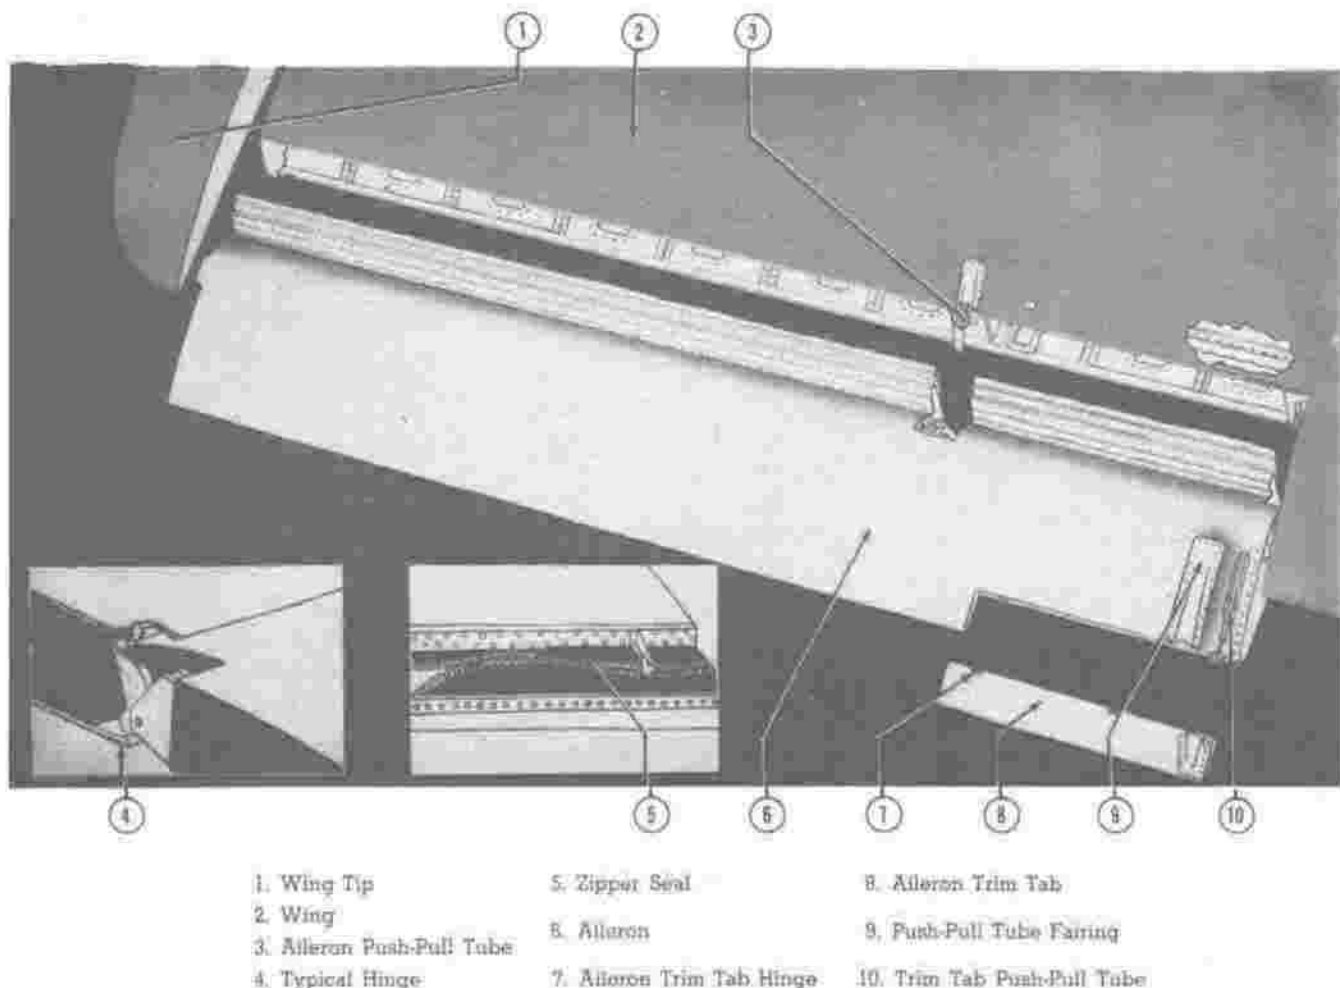 1 2 3
4 5 6 7 8 9 10
1. Wing Tip
2. Wing
3. Aileron Push-Pull Tube
4. Typical Hinge
5. Zipper Seal
6. Aileron
7. Aileron Trim Tab Hinge
8. Aileron Trim Tab
9. Push-Pull Tube Fairing
10. Trim Tab Push-Pull Tube